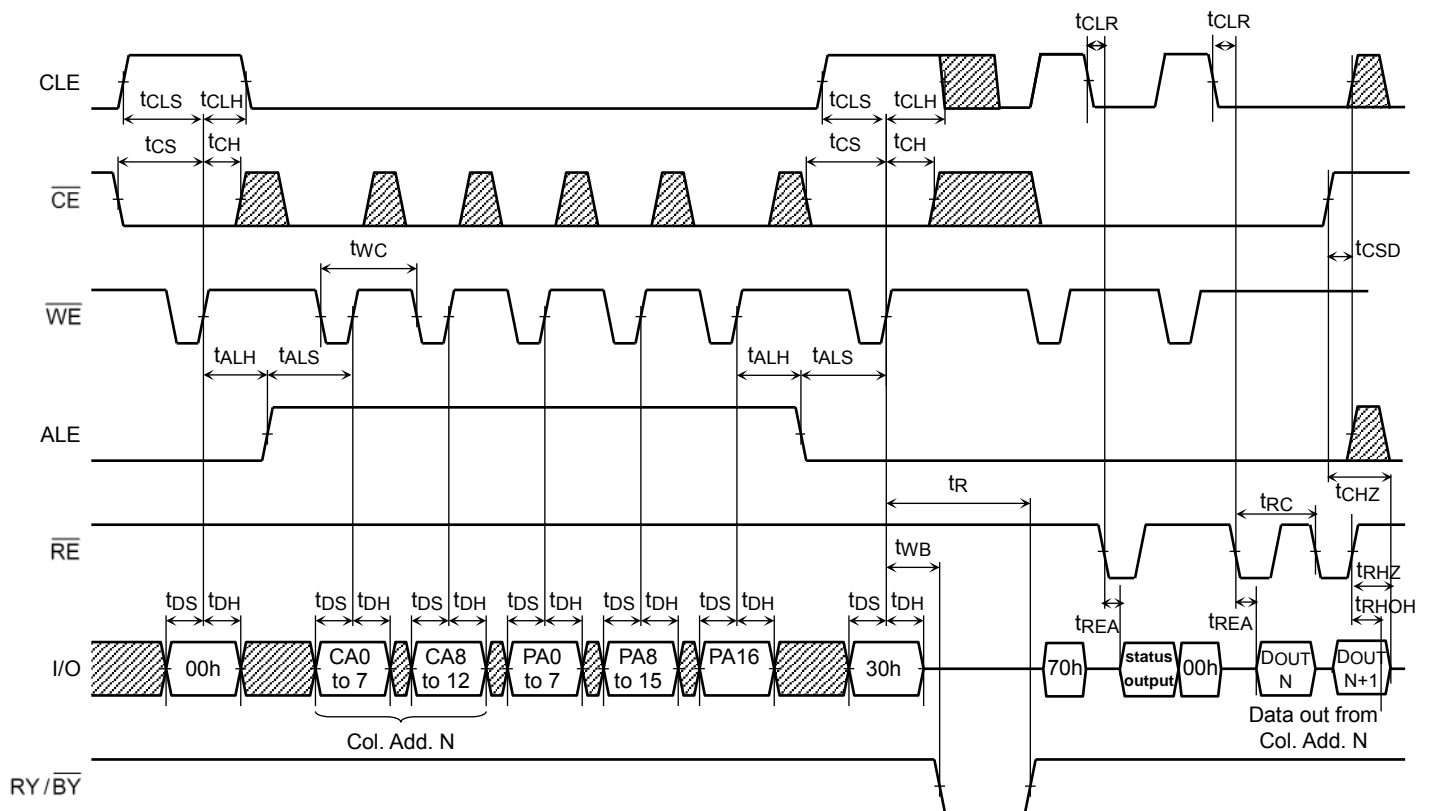 tCLR tCLR
CLE
tCLS tCLH tCLS tCLH
tCS tCH tCS tCH
CE
tWC tCSD
WE
tALH tALS tALH tALS
ALE
tR tCHZ
tRC
RE
tWB
tRHZ
tDS tDH tDS tDH tDS tDH tDS tDH tDS tDH tDS tDH tDS tDH tRHOH
tREA tREA
I/O
00h
CA0
to 7
CA8
to 12
PA0
to 7
PA8
to 15
PA16
30h
70h
status
output
00h
DOUT
N
DOUT
N+1
Col. Add. N
Data out from
Col. Add. N
RY/BY